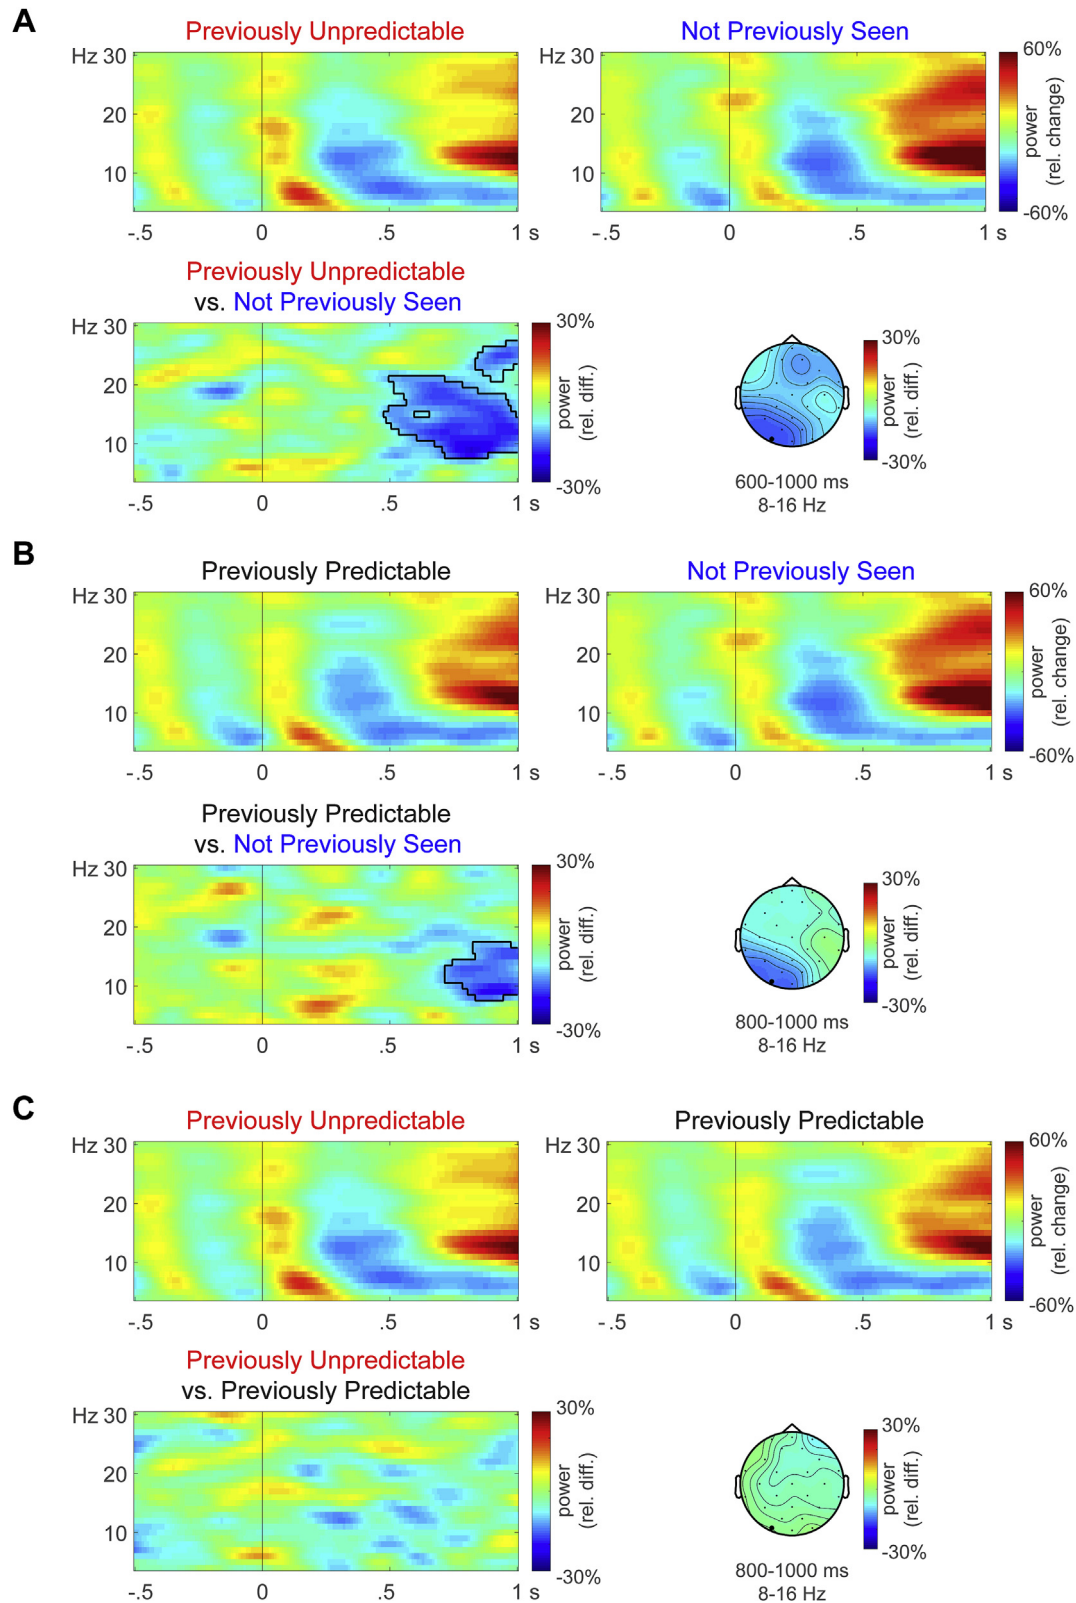 A
Previously Unpredictable
Not Previously Seen
Hz 30
20
10
-.5 0 .5 1 s
-.5 0 .5 1 s
60%
power
(rel. change)
-60%
Previously Unpredictable
vs. Not Previously Seen
Hz 30
20
10
-.5 0 .5 1 s
30%
power
(rel. diff.)
-30%
30%
power
(rel. diff.)
-30%
600-1000 ms
8-16 Hz
B
Previously Predictable
Not Previously Seen
Hz 30
20
10
-.5 0 .5 1 s
Hz 30
20
10
-.5 0 .5 1 s
60%
power
(rel. change)
-60%
Previously Predictable
vs. Not Previously Seen
Hz 30
20
10
-.5 0 .5 1 s
30%
power
(rel. diff.)
-30%
30%
power
(rel. diff.)
-30%
800-1000 ms
8-16 Hz
C
Previously Unpredictable
Previously Predictable
Hz 30
20
10
-.5 0 .5 1 s
Hz 30
20
10
-.5 0 .5 1 s
60%
power
(rel. change)
-60%
Previously Unpredictable
vs. Previously Predictable
Hz 30
20
10
-.5 0 .5 1 s
30%
power
(rel. diff.)
-30%
30%
power
(rel. diff.)
-30%
800-1000 ms
8-16 Hz